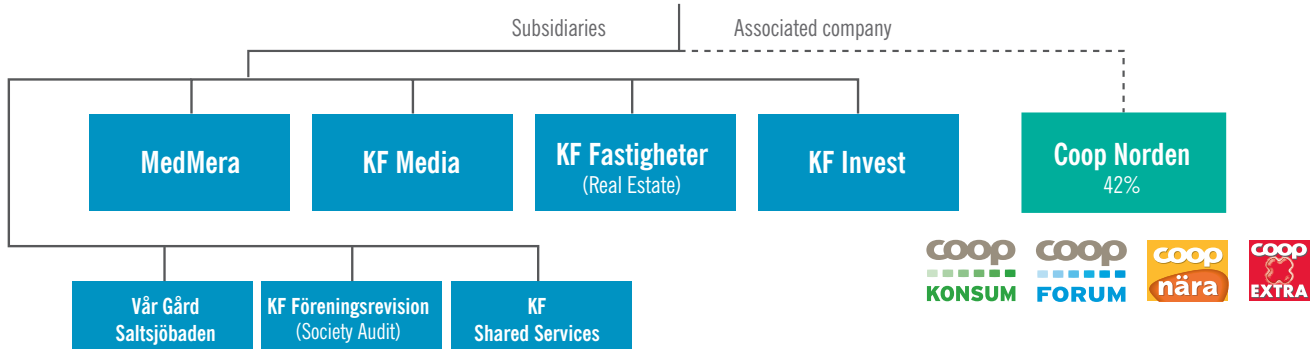 Subsidiaries
Associated company
MedMera
KF Media
KF Fastigheter
(Real Estate)
KF Invest
Coop Norden
42%
coop
KONSUM
coop
FORUM
coop
nära
coop
EXTRA
Vår Gård
Saltsjöbaden
KF Föreningsrevision
(Society Audit)
KF
Shared Services